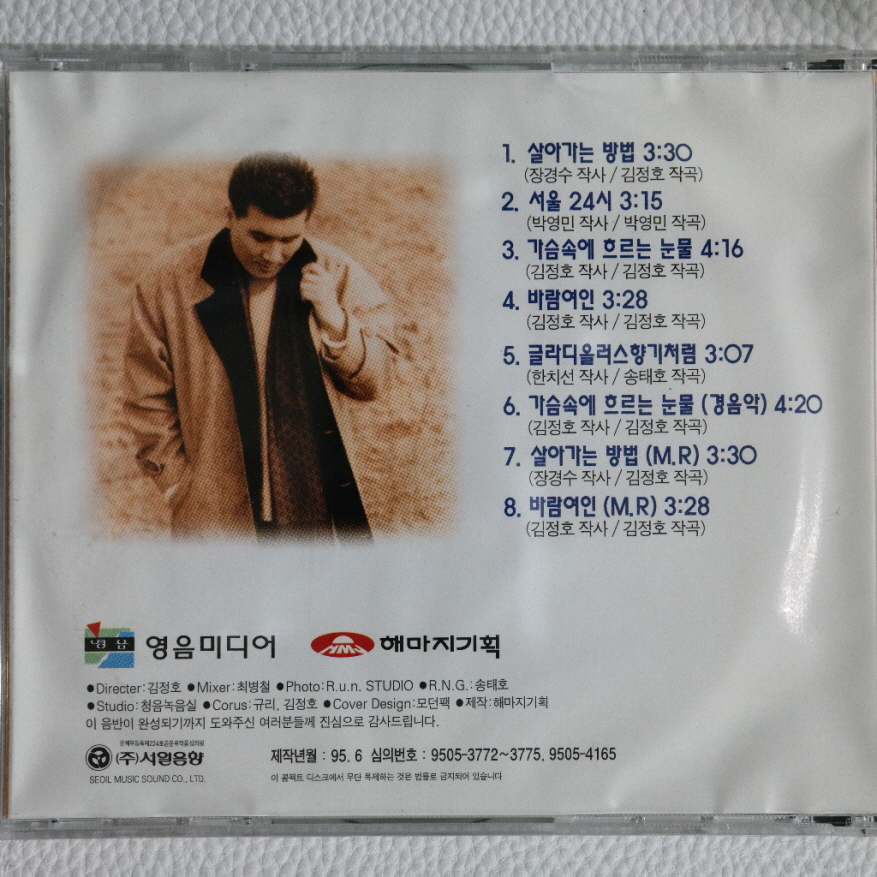 1. 살아가는 방법 3:30
(장경수 작사 / 김정호 작곡)
2. 서울 24시 3:15
(박영민 작사 / 박영민 작곡)
3. 가슴속에 흐르는 눈물 4:16
(김정호 작사 / 김정호 작곡)
4. 바람여인 3:28
(김정호 작사 / 김정호 작곡)
5. 글라디올러스향기처럼 3:07
(한치선 작사 / 송태호 작곡)
6. 가슴속에 흐르는 눈물 (경음악) 4:20
(김정호 작사 / 김정호 작곡)
7. 살아가는 방법 (M.R) 3:30
(장경수 작사 / 김정호 작곡)
8. 바람여인 (M.R) 3:28
(김정호 작사 / 김정호 작곡)
영음 영음미디어 HMJ 해마지기획
●Directer:김정호 ●Mixer:최병철 ●Photo:R.u.n. STUDIO ●R.N.G.:송태호
●Studio:청음녹음실 ●Corus:규리, 김정호 ●Cover Design:모던팩 ●제작:해마지기획
이 음반이 완성되기까지 도와주신 여러분들께 진심으로 감사드립니다.
(주)서일음향
SEOIL MUSIC SOUND CO., LTD.
제작년월 : 95. 6 심의번호 : 9505-3772~3775, 9505-4165
이 콤팩트 디스크에서 무단 복제하는 것은 법률로 금지되어 있습니다